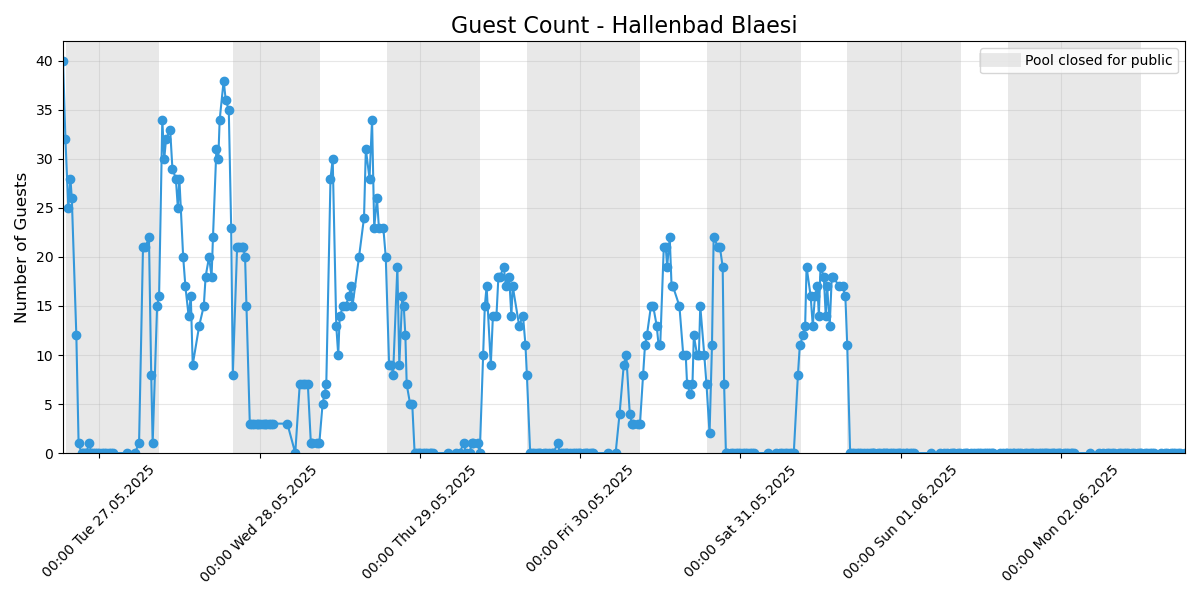 Guest Count - Hallenbad Blaesi
Pool closed for public
Number of Guests
40
35
30
25
20
15
10
5
0
00:00 Tue 27.05.2025
00:00 Wed 28.05.2025
00:00 Thu 29.05.2025
00:00 Fri 30.05.2025
00:00 Sat 31.05.2025
00:00 Sun 01.06.2025
00:00 Mon 02.06.2025